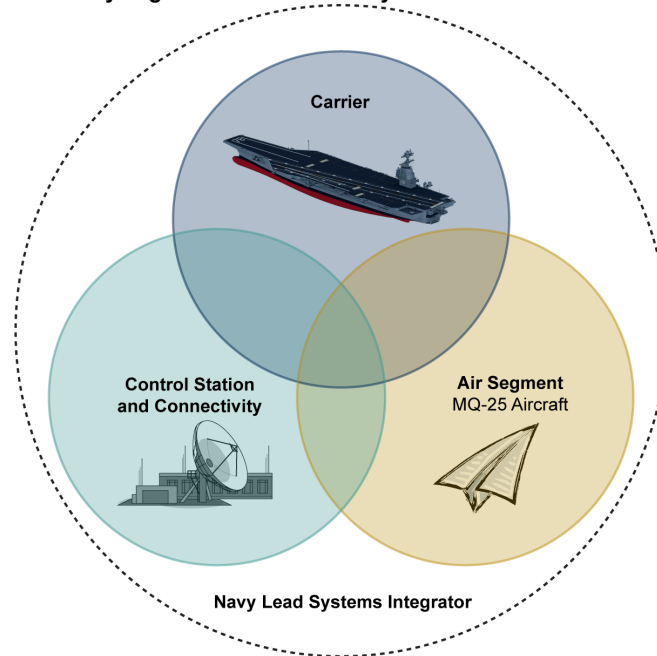 Carrier
Control Station
and Connectivity
Air Segment
MQ-25 Aircraft
Navy Lead Systems Integrator